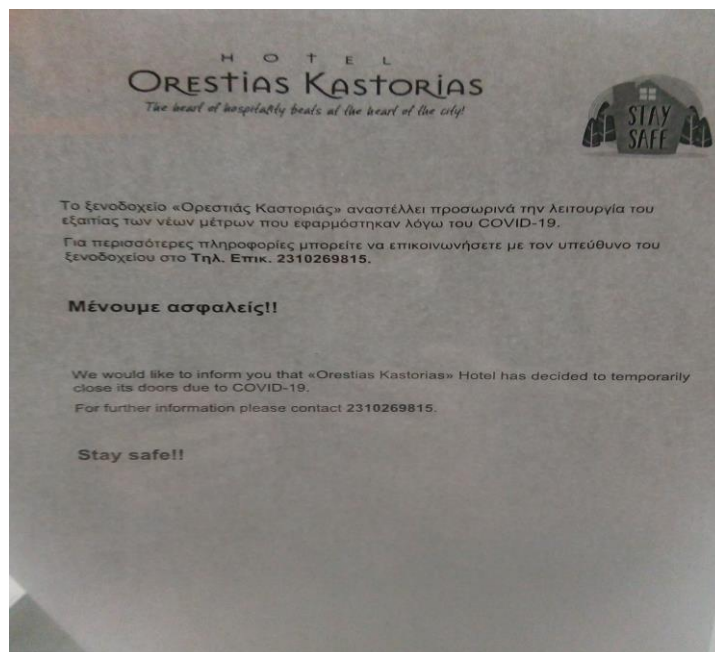 HOTEL
ORESTIAS KASTORIAS
The heart of hospitality beats at the heart of the city!
STAY
SAFE
Το ξενοδοχείο «Ορεστιάς Καστοριάς» αναστέλλει προσωρινά την λειτουργία του
εξαιτίας των νέων μέτρων που εφαρμόστηκαν λόγω του COVID-19.
Για περισσότερες πληροφορίες μπορείτε να επικοινωνήσετε με τον υπεύθυνο του
ξενοδοχείου στο Τηλ. Επικ. 2310269815.
Μένουμε ασφαλείς!!
We would like to inform you that «Orestias Kastorias» Hotel has decided to temporarily
close its doors due to COVID-19.
For further information please contact 2310269815.
Stay safe!!